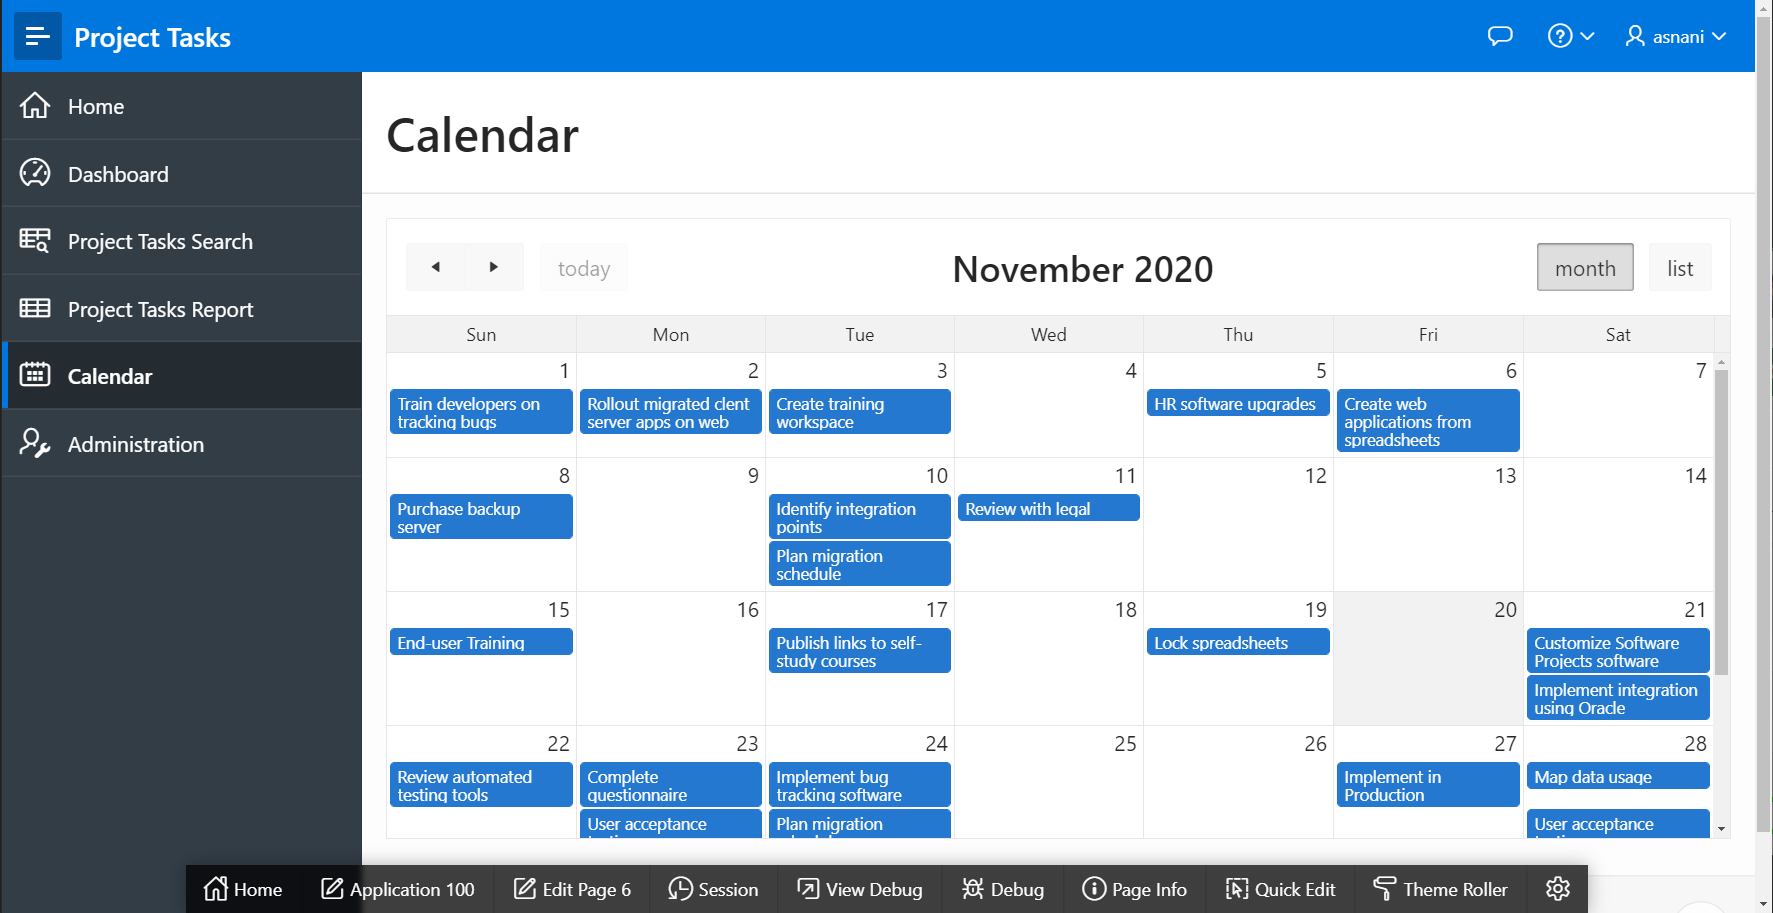 Project Tasks
asnani
Home
Dashboard
Project Tasks Search
Project Tasks Report
Calendar
Administration
Calendar
today
November 2020
month
list
Sun Mon Tue Wed Thu Fri Sat
1 2 3 4 5 6 7
Train developers on
tracking bugs
Rollout migrated clent
server apps on web
Create training
workspace
HR software upgrades
Create web
applications from
spreadsheets
8 9 10 11 12 13 14
Purchase backup
server
Identify integration
points
Plan migration
schedule
Review with legal
15 16 17 18 19 20 21
End-user Training
Publish links to self-
study courses
Lock spreadsheets
Customize Software
Projects software
Implement integration
using Oracle
22 23 24 25 26 27 28
Review automated
testing tools
Complete
questionnaire
User acceptance
Implement bug
tracking software
Plan migration
Implement in
Production
Map data usage
User acceptance
Home
Application 100
Edit Page 6
Session
View Debug
Debug
Page Info
Quick Edit
Theme Roller